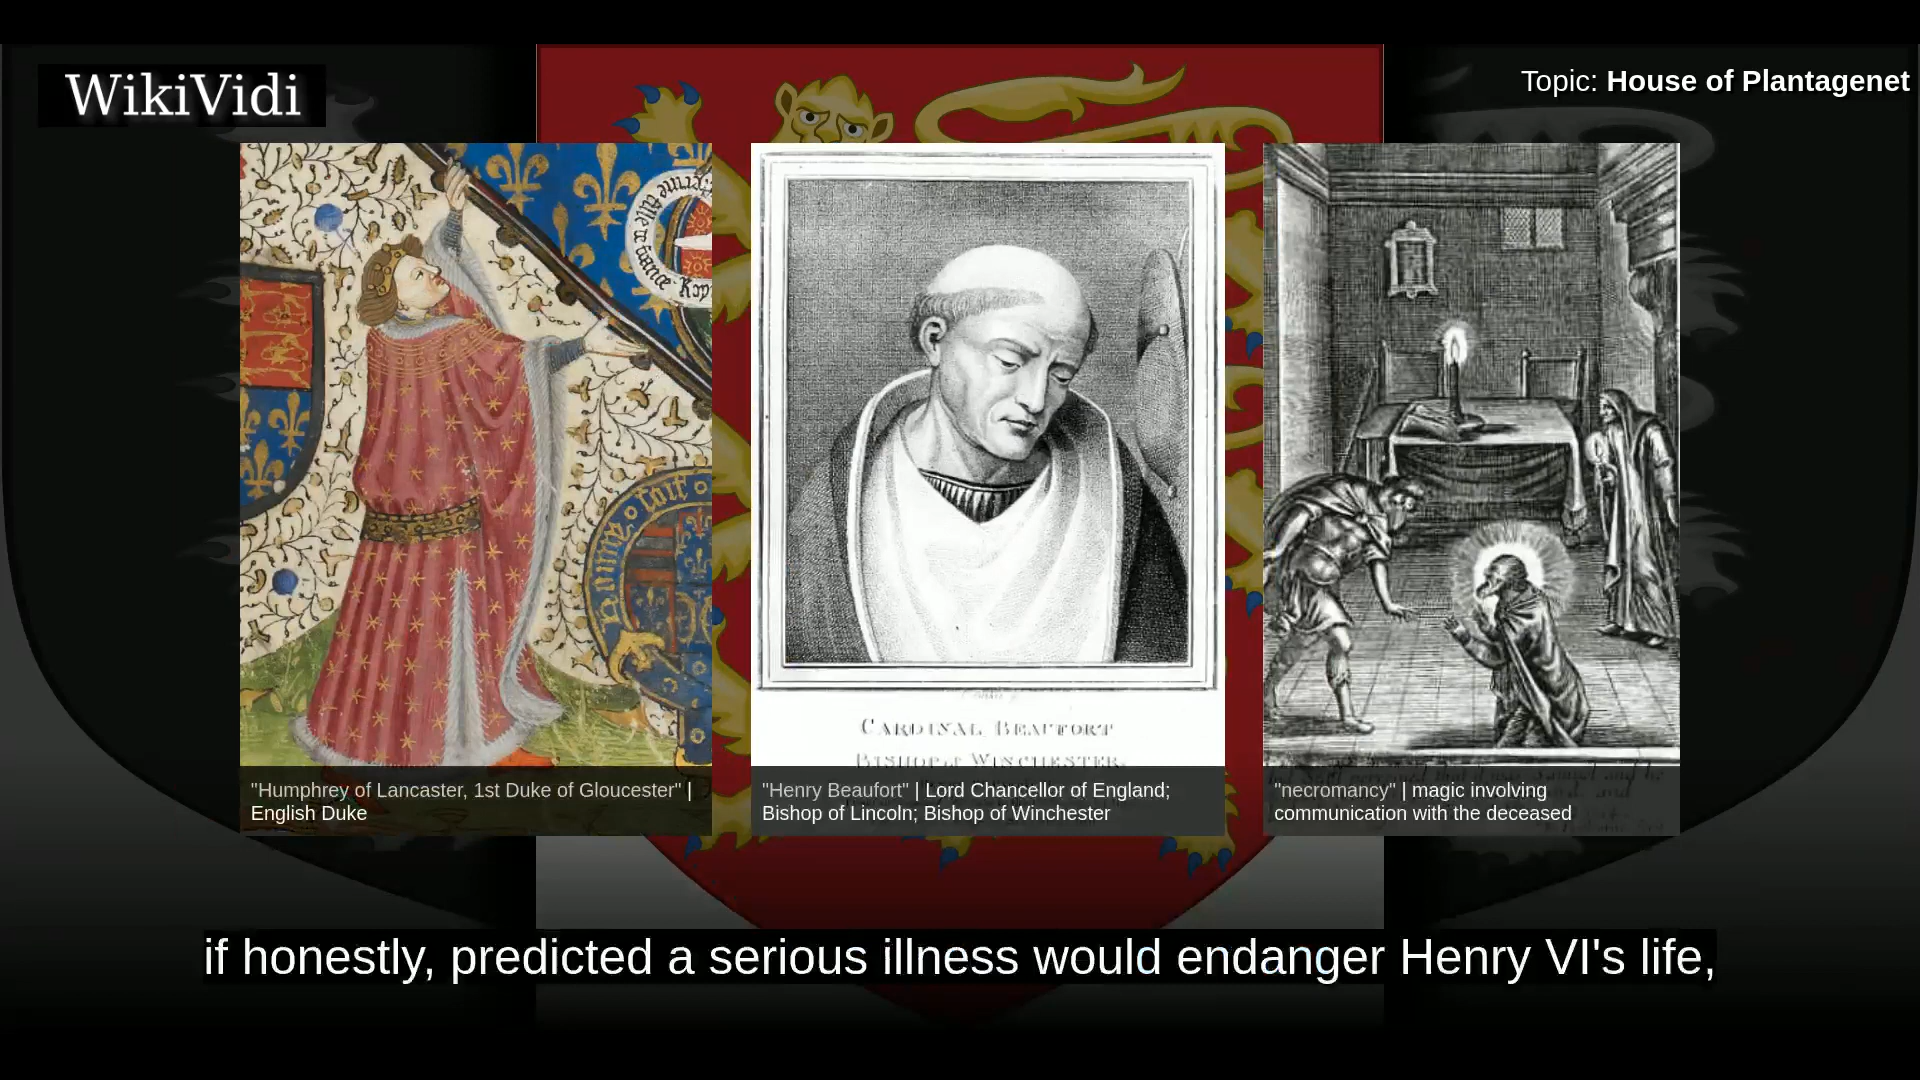 WikiVidi
Topic: House of Plantagenet
CARDINAL BEAUFORT
BISHOP of WINCHESTER.
"Humphrey of Lancaster, 1st Duke of Gloucester" |
English Duke
"Henry Beaufort" | Lord Chancellor of England;
Bishop of Lincoln; Bishop of Winchester
"necromancy" | magic involving
communication with the deceased
if honestly, predicted a serious illness would endanger Henry VI's life,